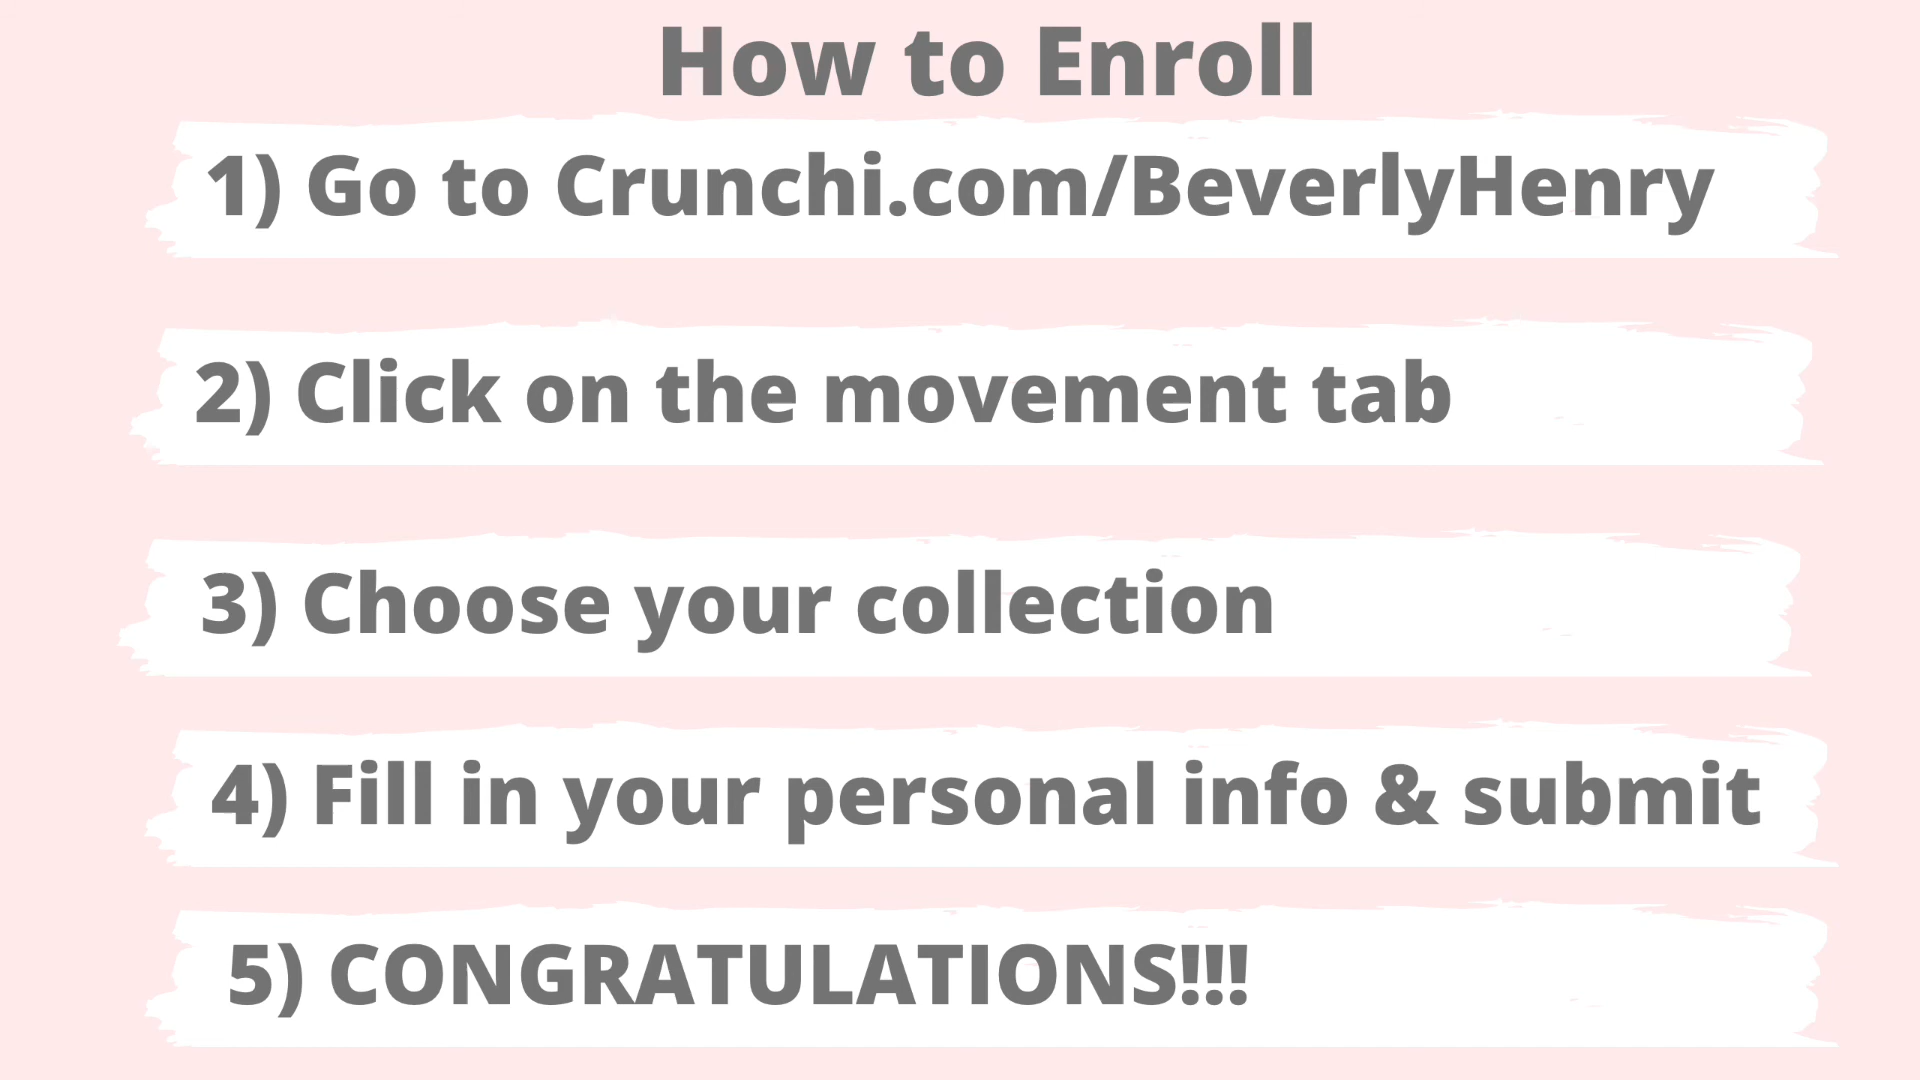 How to Enroll
1) Go to Crunchi.com/BeverlyHenry
2) Click on the movement tab
3) Choose your collection
4) Fill in your personal info & submit
5) CONGRATULATIONS!!!